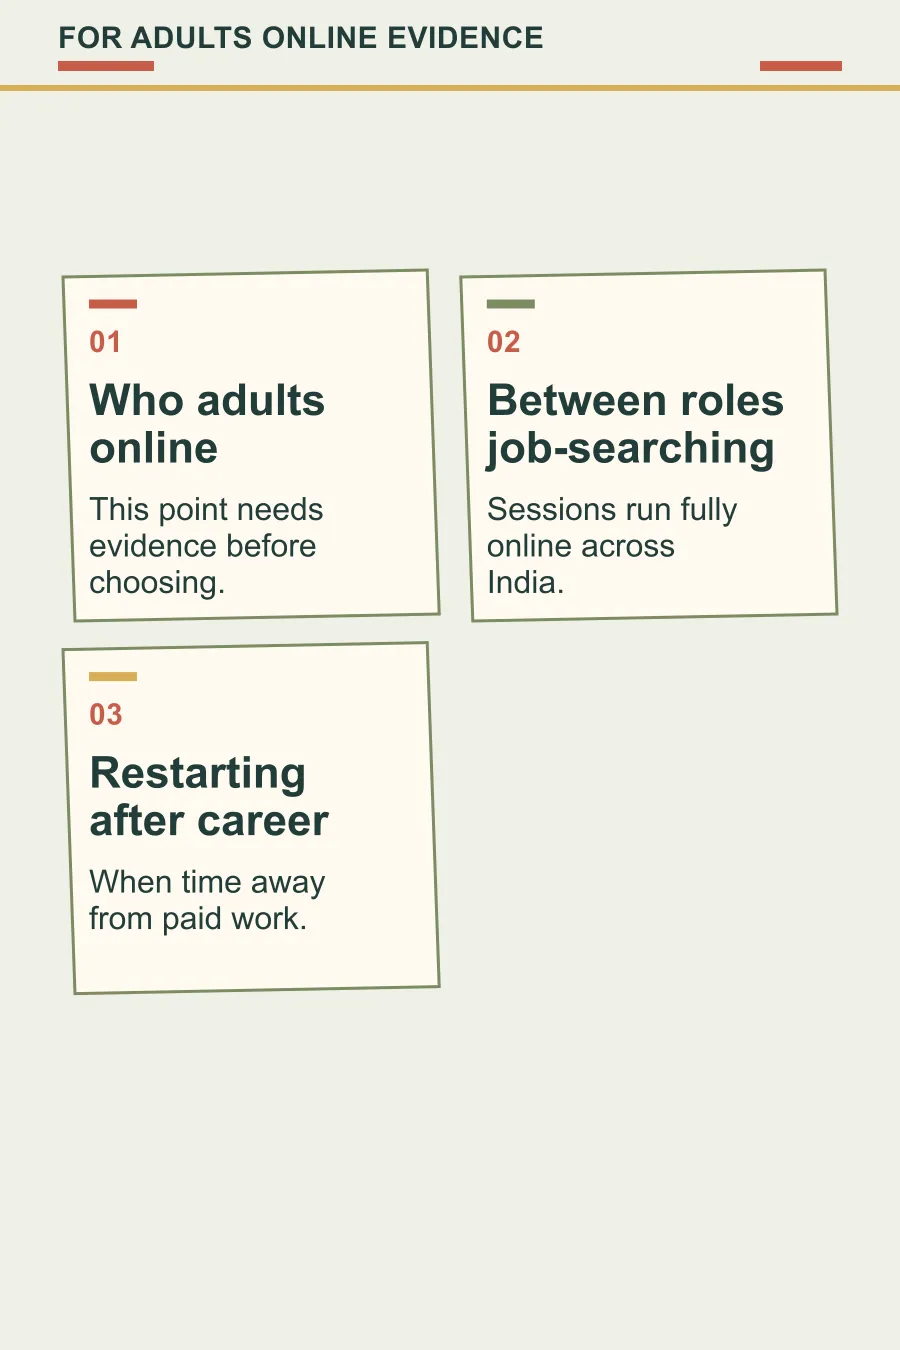 FOR ADULTS ONLINE EVIDENCE
01
Who adults
online
This point needs
evidence before
choosing.
02
Between roles
job-searching
Sessions run fully
online across
India.
03
Restarting
after career
When time away
from paid work.